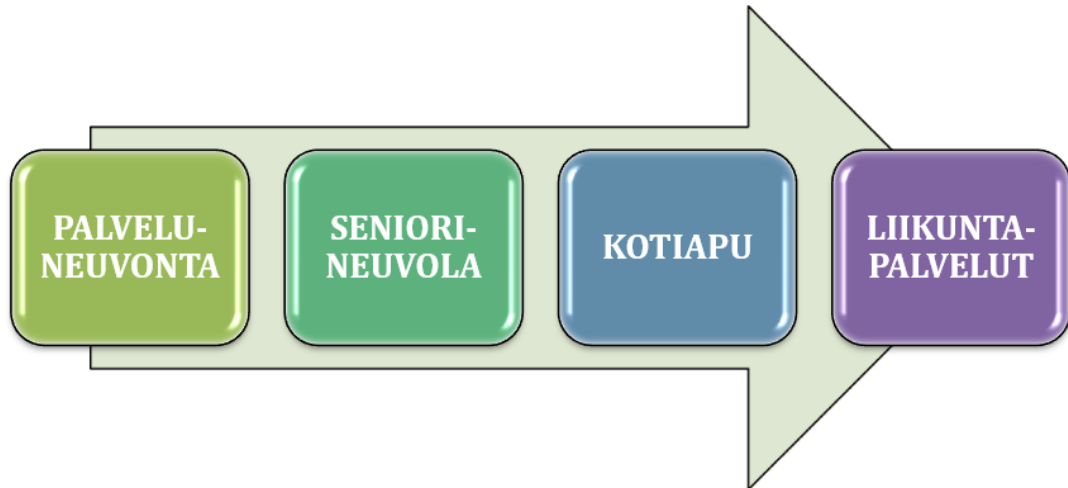 PALVELU-
NEUVONTA
SENIORI-
NEUVOLA
KOTIAPU
LIIKUNTA-
PALVELUT